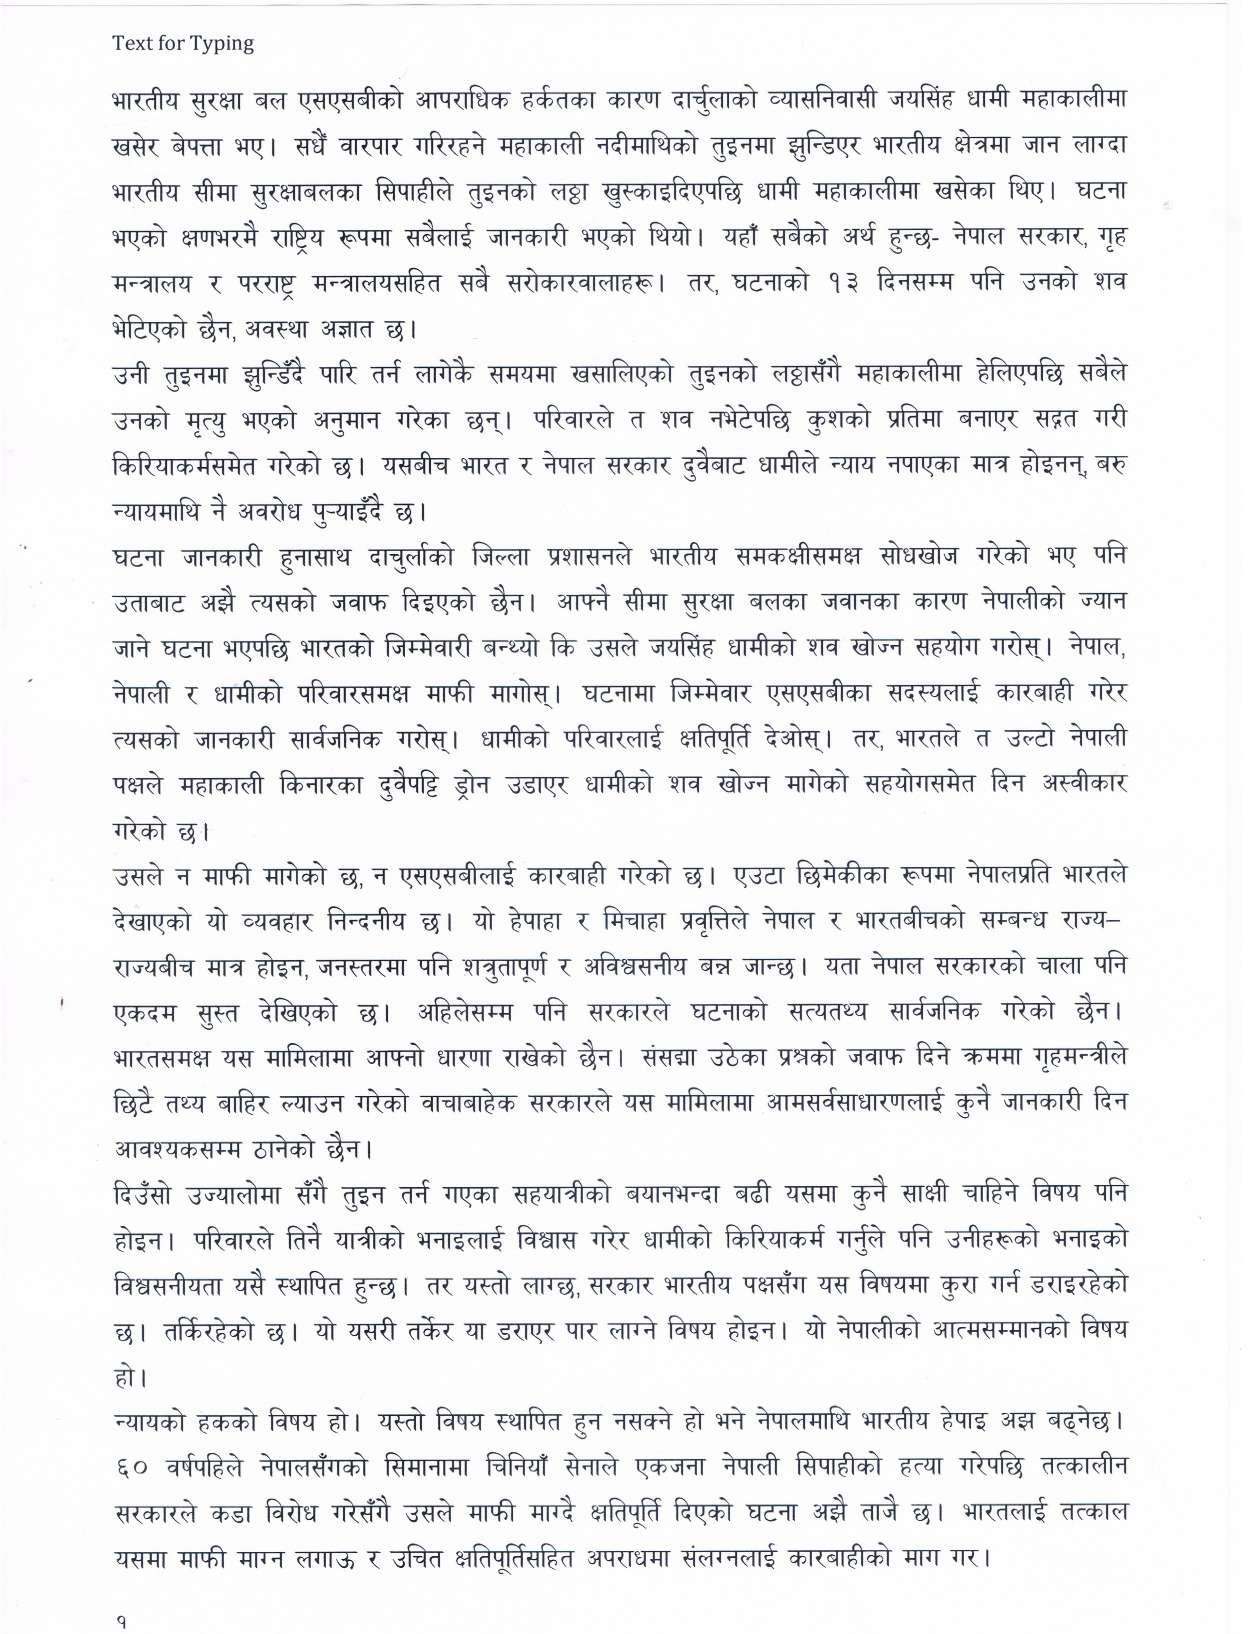 Text for Typing
भारतीय सुरक्षा बल एसएसबीको आपराधिक हर्कतका कारण दार्चुलाको व्यासनिवासी जयसिंह धामी महाकालीमा
खसेर बेपत्ता भए। सधैं वारपार गरिरहने महाकाली नदीमाथिको तुइनमा झुन्डिएर भारतीय क्षेत्रमा जान लाग्दा
भारतीय सीमा सुरक्षाबलका सिपाहीले तुइनको लठ्ठा खुस्काइदिएपछि धामी महाकालीमा खसेका थिए। घटना
भएको क्षणभरमै राष्ट्रिय रूपमा सबैलाई जानकारी भएको थियो। यहाँ सबैको अर्थ हुन्छ- नेपाल सरकार, गृह
मन्त्रालय र परराष्ट्र मन्त्रालयसहित सबै सरोकारवालाहरू। तर, घटनाको १३ दिनसम्म पनि उनको शव
भेटिएको छैन, अवस्था अज्ञात छ।
उनी तुइनमा झुन्डिँदै पारि तर्न लागेकै समयमा खसालिएको तुइनको लठ्ठासँगै महाकालीमा हेलिएपछि सबैले
उनको मृत्यु भएको अनुमान गरेका छन्। परिवारले त शव नभेटेपछि कुशको प्रतिमा बनाएर सद्गत गरी
किरियाकर्मसमेत गरेको छ। यसबीच भारत र नेपाल सरकार दुवैबाट धामीले न्याय नपाएका मात्र होइनन्, बरु
न्यायमाथि नै अवरोध पुऱ्याइँदै छ।
घटना जानकारी हुनासाथ दाचुर्लाको जिल्ला प्रशासनले भारतीय समकक्षीसमक्ष सोधखोज गरेको भए पनि
उताबाट अझै त्यसको जवाफ दिइएको छैन। आफ्नै सीमा सुरक्षा बलका जवानका कारण नेपालीको ज्यान
जाने घटना भएपछि भारतको जिम्मेवारी बन्थ्यो कि उसले जयसिंह धामीको शव खोज्न सहयोग गरोस्। नेपाल,
नेपाली र धामीको परिवारसमक्ष माफी मागोस्। घटनामा जिम्मेवार एसएसबीका सदस्यलाई कारबाही गरेर
त्यसको जानकारी सार्वजनिक गरोस्। धामीको परिवारलाई क्षतिपूर्ति देओस्। तर, भारतले त उल्टो नेपाली
पक्षले महाकाली किनारका दुवैपट्टि ड्रोन उडाएर धामीको शव खोज्न मागेको सहयोगसमेत दिन अस्वीकार
गरेको छ।
उसले न माफी मागेको छ, न एसएसबीलाई कारबाही गरेको छ। एउटा छिमेकीका रूपमा नेपालप्रति भारतले
देखाएको यो व्यवहार निन्दनीय छ। यो हेपाहा र मिचाहा प्रवृत्तिले नेपाल र भारतबीचको सम्बन्ध राज्य–
राज्यबीच मात्र होइन, जनस्तरमा पनि शत्रुतापूर्ण र अविश्वसनीय बन्न जान्छ। यता नेपाल सरकारको चाला पनि
एकदम सुस्त देखिएको छ। अहिलेसम्म पनि सरकारले घटनाको सत्यतथ्य सार्वजनिक गरेको छैन।
भारतसमक्ष यस मामिलामा आफ्नो धारणा राखेको छैन। संसद्मा उठेका प्रश्नको जवाफ दिने क्रममा गृहमन्त्रीले
छिटै तथ्य बाहिर ल्याउन गरेको वाचाबाहेक सरकारले यस मामिलामा आमसर्वसाधारणलाई कुनै जानकारी दिन
आवश्यकसम्म ठानेको छैन।
दिउँसो उज्यालोमा सँगै तुइन तर्न गएका सहयात्रीको बयानभन्दा बढी यसमा कुनै साक्षी चाहिने विषय पनि
होइन। परिवारले तिनै यात्रीको भनाइलाई विश्वास गरेर धामीको किरियाकर्म गर्नुले पनि उनीहरूको भनाइको
विश्वसनीयता यसै स्थापित हुन्छ। तर यस्तो लाग्छ, सरकार भारतीय पक्षसँग यस विषयमा कुरा गर्न डराइरहेको
छ। तर्किरहेको छ। यो यसरी तर्केर या डराएर पार लाग्ने विषय होइन। यो नेपालीको आत्मसम्मानको विषय
हो।
न्यायको हकको विषय हो। यस्तो विषय स्थापित हुन नसक्ने हो भने नेपालमाथि भारतीय हेपाइ अझ बढ्नेछ।
६० वर्षपहिले नेपालसँगको सिमानामा चिनियाँ सेनाले एकजना नेपाली सिपाहीको हत्या गरेपछि तत्कालीन
सरकारले कडा विरोध गरेसँगै उसले माफी माग्दै क्षतिपूर्ति दिएको घटना अझै ताजै छ। भारतलाई तत्काल
यसमा माफी माग्न लगाऊ र उचित क्षतिपूर्तिसहित अपराधमा संलग्नलाई कारबाहीको माग गर।
१